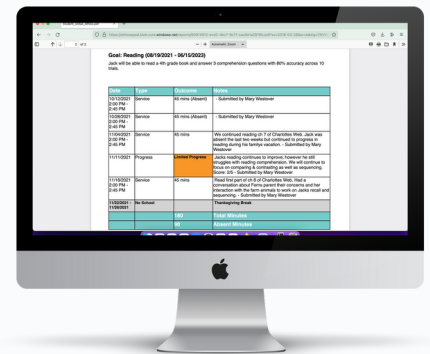 2 of 3
Automatic Zoom
Goal: Reading (08/19/2021 - 06/15/2023)
Jack will be able to read a 4th grade book and answer 3 comprehension questions with 80% accuracy across 10
trials.
Date Type Outcome Notes
10/12/2021 Service 45 mins (Absent) - Submitted by Mary Westover
2:00 PM -
2:45 PM
10/28/2021 Service 45 mins (Absent) - Submitted by Mary Westover
2:00 PM -
2:45 PM
11/04/2021 Service 45 mins We continued reading ch 7 of Charlottes Web. Jack was
2:00 PM - absent the last two weeks but continued to progress in
2:45 PM reading during his familys vacation. - Submitted by Mary
Westover
11/11/2021 Progress Limited Progress Jacks reading continues to improve; however he still
struggles with reading comprehension. We will continue to
focus on comparing & contrasting as well as sequencing.
Score: 2/5 - Submitted by Mary Westover
11/18/2021 Service 45 mins Read first part of ch 8 of Charlottes Web. Had a
2:00 PM - conversation about Ferns parent their concerns and her
2:45 PM interaction with the farm animals to work on Jacks recall and
sequencing. - Submitted by Mary Westover
11/22/2021 - No School Thanksgiving Break
11/26/2021
180 Total Minutes
90 Absent Minutes